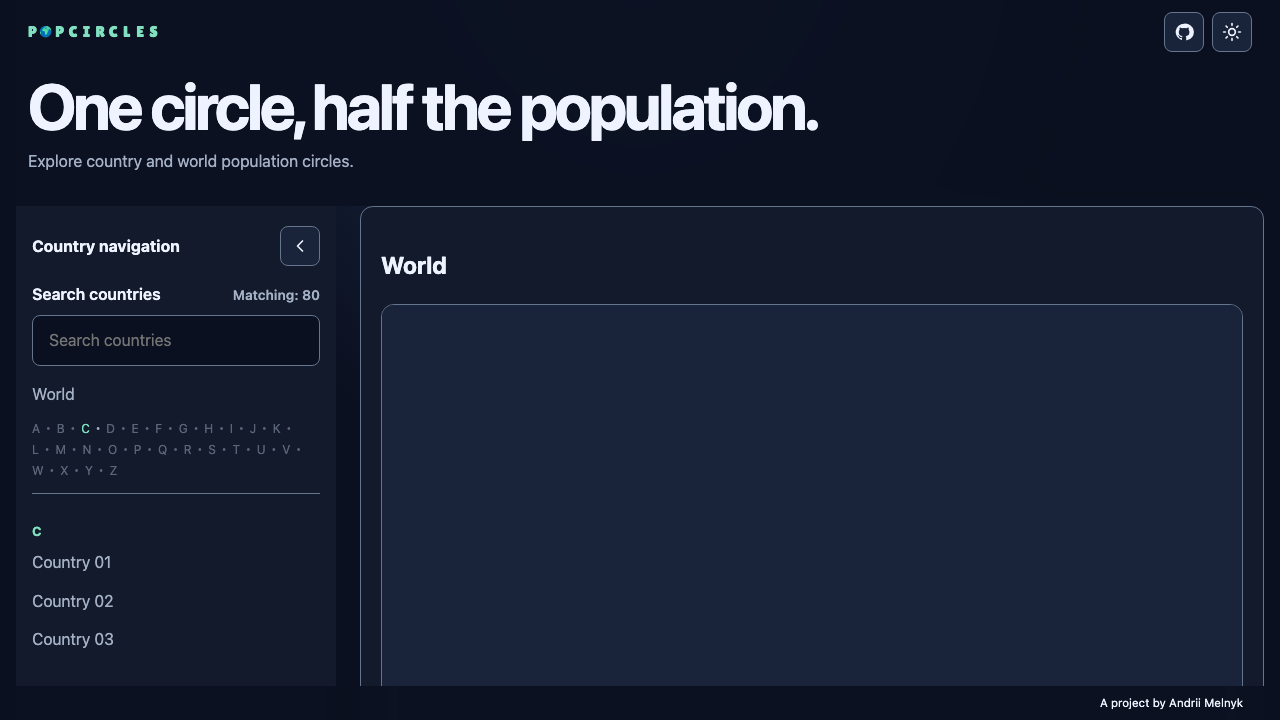 P🌍PCIRCLES
One circle, half the population.
Explore country and world population circles.
Country navigation
Search countries Matching: 80
Search countries
World
A • B • C • D • E • F • G • H • I • J • K •
L • M • N • O • P • Q • R • S • T • U • V •
W • X • Y • Z
C
Country 01
Country 02
Country 03
World
A project by Andrii Melnyk